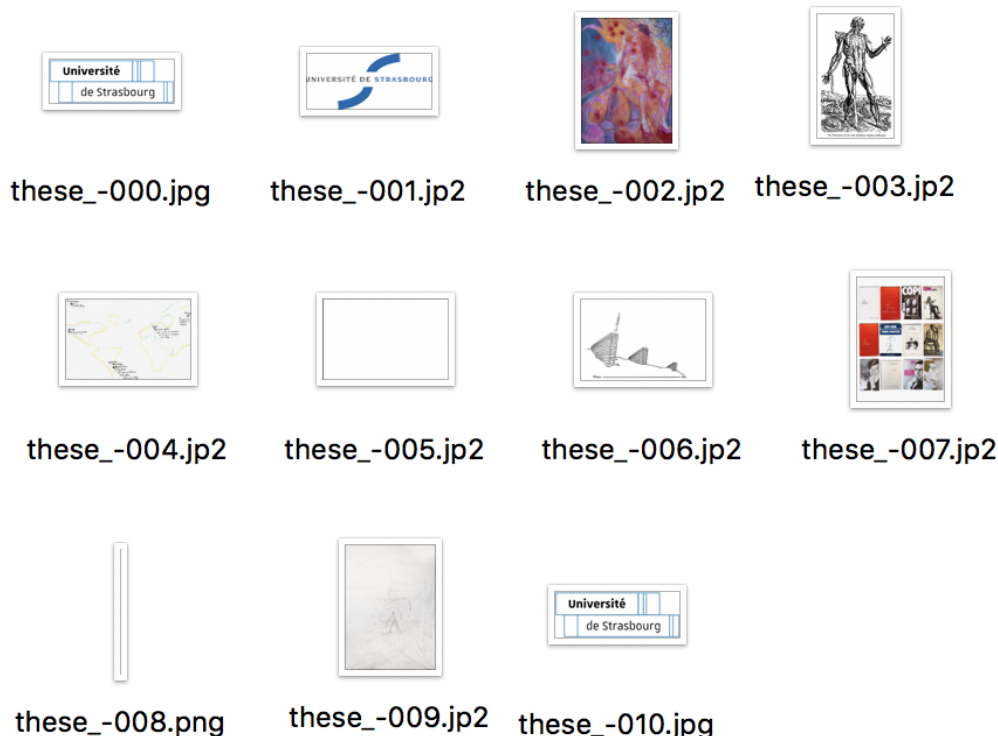 Université
de Strasbourg
UNIVERSITÉ DE STRASBOURG
these_-000.jpg
these_-001.jp2
these_-002.jp2
these_-003.jp2
COPI
these_-004.jp2
these_-005.jp2
these_-006.jp2
these_-007.jp2
Université
de Strasbourg
these_-008.png
these_-009.jp2
these_-010.jpg